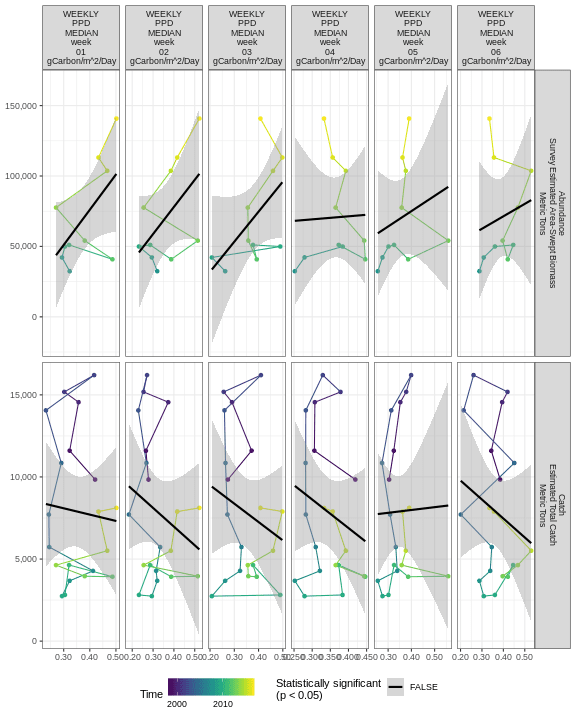 WEEKLY
PPD
MEDIAN
week
01
gCarbon/m^2/Day
WEEKLY
PPD
MEDIAN
week
02
gCarbon/m^2/Day
WEEKLY
PPD
MEDIAN
week
03
gCarbon/m^2/Day
WEEKLY
PPD
MEDIAN
week
04
gCarbon/m^2/Day
WEEKLY
PPD
MEDIAN
week
05
gCarbon/m^2/Day
WEEKLY
PPD
MEDIAN
week
06
gCarbon/m^2/Day
150,000
100,000
50,000
0
Abundance
Survey Estimated Area-Swept Biomass
Metric Tons
15,000
10,000
5,000
0
Catch
Estimated Total Catch
Metric Tons
0.30 0.40 0.50
0.20 0.30 0.40 0.50
0.20 0.30 0.40 0.50
0.250 0.300 0.350 0.400 0.450
0.30 0.40 0.50
0.20 0.30 0.40 0.50
Time
2000 2010
Statistically significant
(p < 0.05)
FALSE